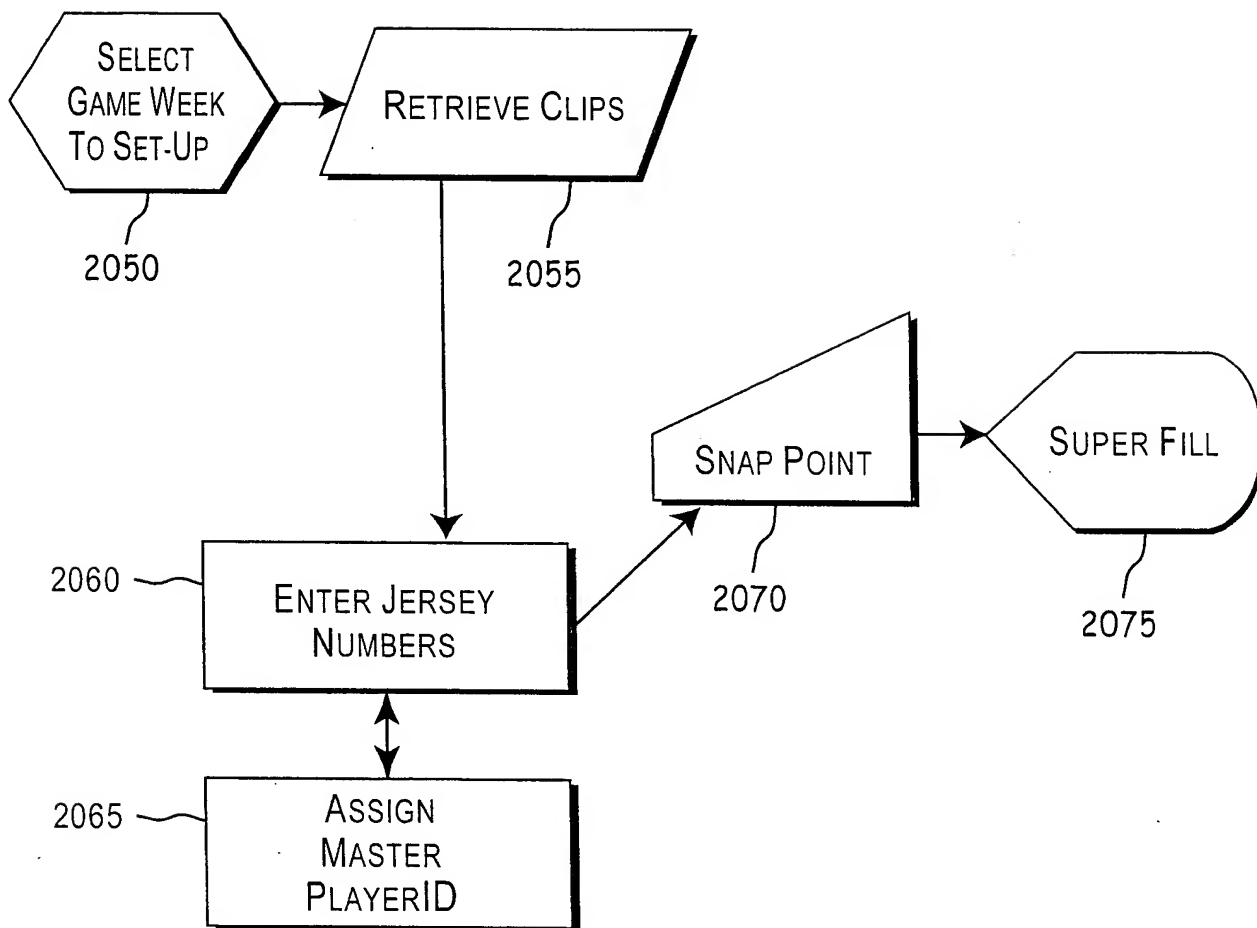 SELECT
GAME WEEK
TO SET-UP
2050
RETRIEVE CLIPS
2055
2060
ENTER JERSEY
NUMBERS
2065
ASSIGN
MASTER
PLAYERID
SNAP POINT
2070
SUPER FILL
2075